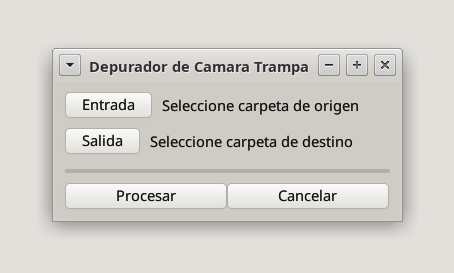 Depurador de Camara Trampa
Entrada Seleccione carpeta de origen
Salida Seleccione carpeta de destino
Procesar Cancelar